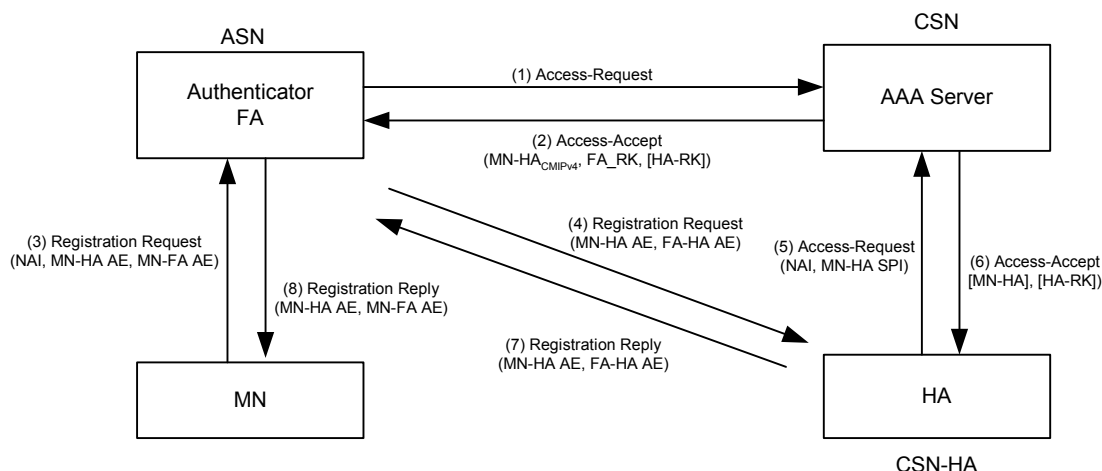 ASN
CSN
Authenticator
FA
AAA Server
(1) Access-Request
(2) Access-Accept
(MN-HA_CMIPv4, FA_RK, [HA-RK])
(3) Registration Request
(NAI, MN-HA AE, MN-FA AE)
(4) Registration Request
(MN-HA AE, FA-HA AE)
(5) Access-Request
(NAI, MN-HA SPI)
(6) Access-Accept
[MN-HA], [HA-RK])
(8) Registration Reply
(MN-HA AE, MN-FA AE)
(7) Registration Reply
(MN-HA AE, FA-HA AE)
MN
HA
CSN-HA